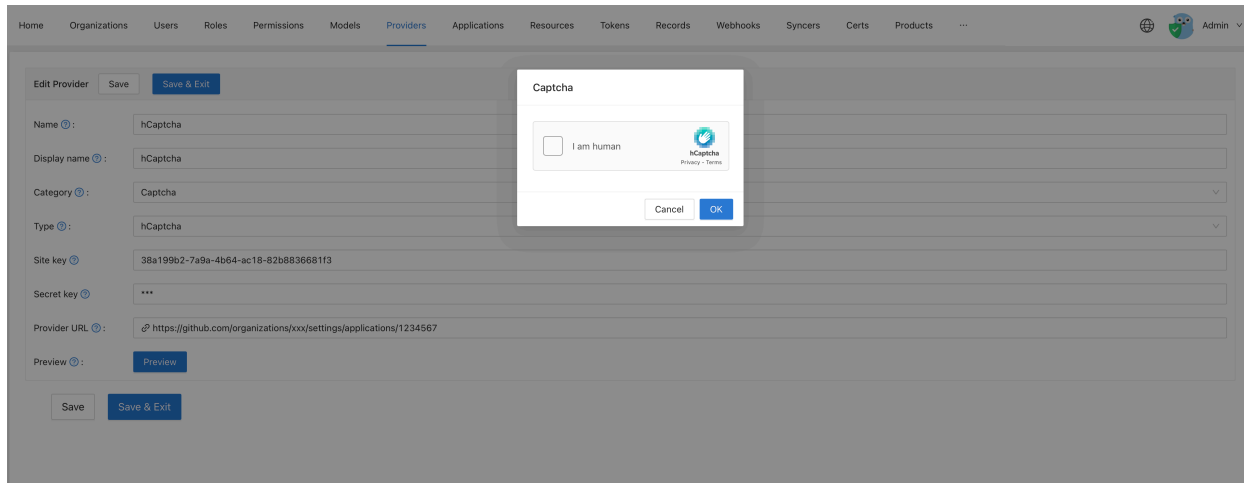 Home Organizations Users Roles Permissions Models Providers Applications Resources Tokens Records Webhooks Syncers Certs Products ··· Admin
Edit Provider Save Save & Exit
Captcha
Name ? : hCaptcha
I am human
hCaptcha
Privacy - Terms
Display name ? : hCaptcha
Category ? : Captcha
Cancel OK
Type ? : hCaptcha
Site key ? 38a199b2-7a9a-4b64-ac18-82b8836681f3
Secret key ? ***
Provider URL ? : https://github.com/organizations/xxx/settings/applications/1234567
Preview ? : Preview
Save Save & Exit